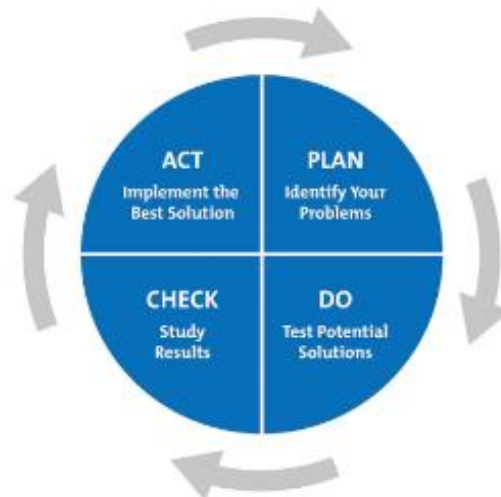 ACT
Implement the
Best Solution
PLAN
Identify Your
Problems
CHECK
Study
Results
DO
Test Potential
Solutions